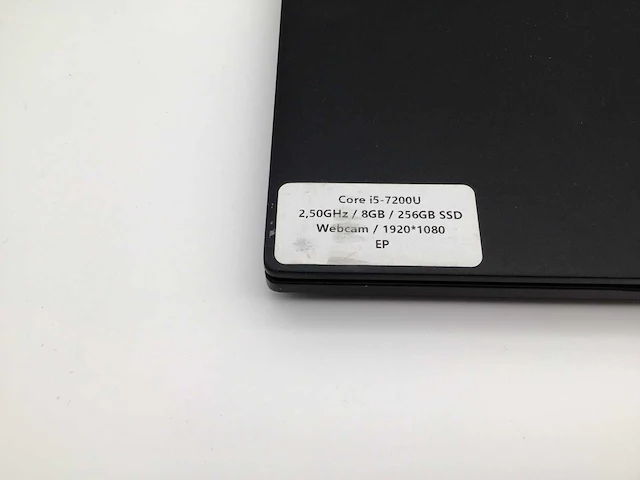 Core i5-7200U
2,50GHz / 8GB / 256GB SSD
Webcam / 1920*1080
EP